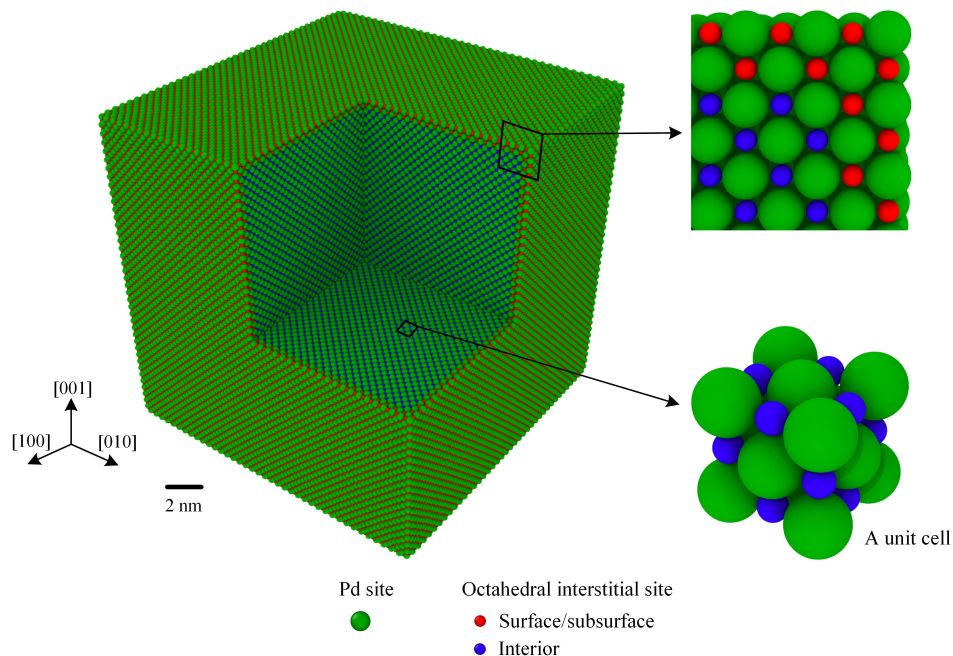 [001]
[100]
[010]
2 nm
A unit cell
Pd site
Octahedral interstitial site
Surface/subsurface
Interior